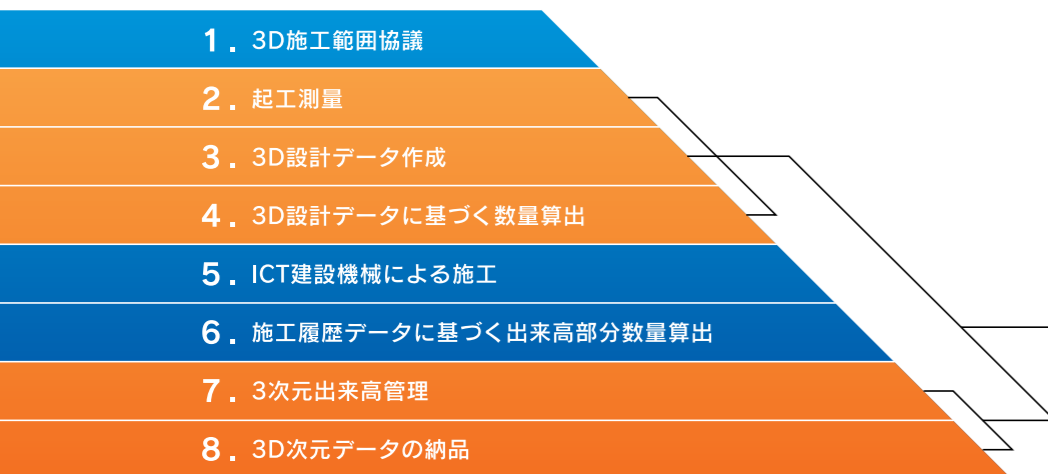 1. 3D施工範囲協議
2. 起工測量
3. 3D設計データ作成
4. 3D設計データに基づく数量算出
5. ICT建設機械による施工
6. 施工履歴データに基づく出来高部分数量算出
7. 3次元出来高管理
8. 3D次元データの納品